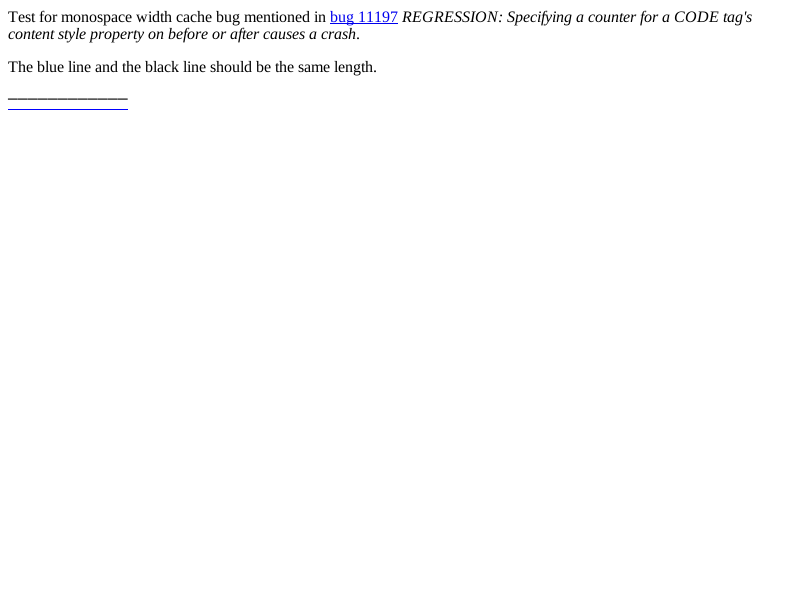 Test for monospace width cache bug mentioned in bug 11197 REGRESSION: Specifying a counter for a CODE tag's
content style property on before or after causes a crash.
The blue line and the black line should be the same length.
____________